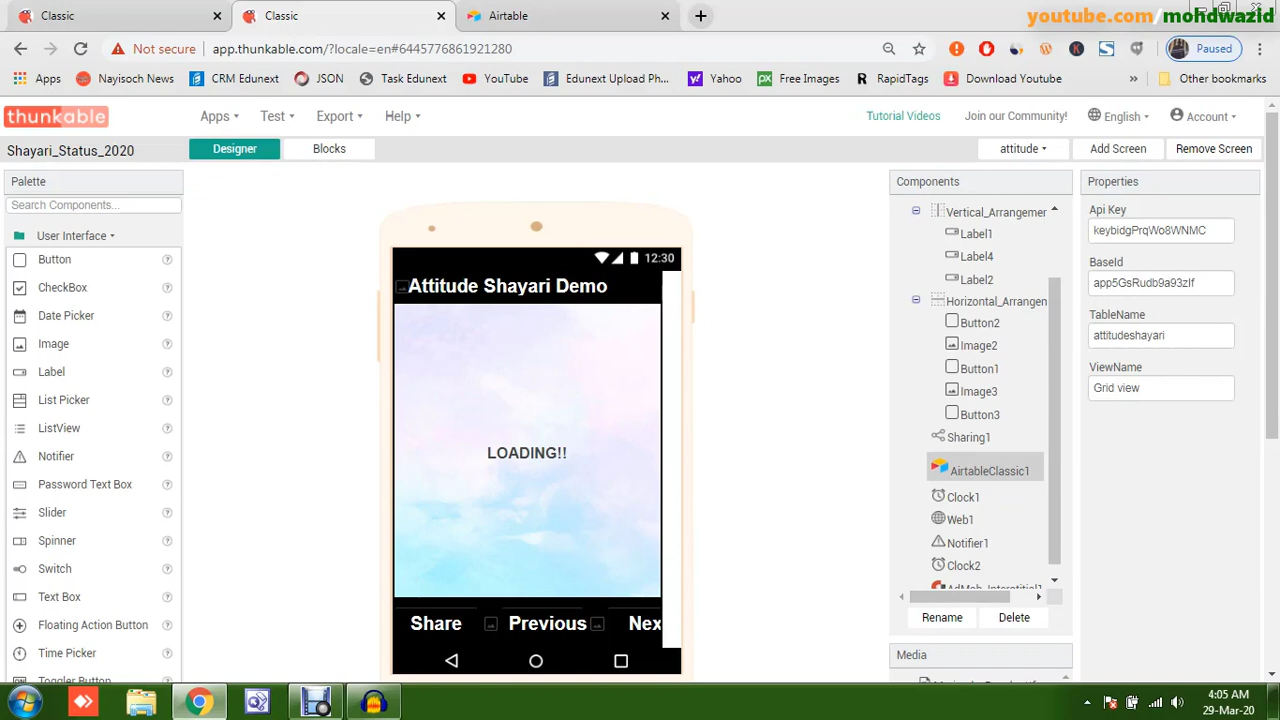 Classic
Classic
Airtable
youtube.com/mohdwazid
Not secure
app.thunkable.com/?locale=en#6445776861921280
Paused
Apps
Nayisoch News
CRM Edunext
JSON
Task Edunext
YouTube
Edunext Upload Ph...
Yahoo
Free Images
RapidTags
Download Youtube
»
Other bookmarks
thunkable
Apps
Test
Export
Help
Tutorial Videos
Join our Community!
English
Account
Shayari_Status_2020
Designer
Blocks
attitude
Add Screen
Remove Screen
Palette
Search Components...
User Interface
Button
CheckBox
Date Picker
Image
Label
List Picker
ListView
Notifier
Password Text Box
Slider
Spinner
Switch
Text Box
Floating Action Button
Time Picker
Toggle Button
12:30
Attitude Shayari Demo
LOADING!!
Share
Previous
Nex
Components
Vertical_Arrangemer
Label1
Label4
Label2
Horizontal_Arrangen
Button2
Image2
Button1
Image3
Button3
Sharing1
AirtableClassic1
Clock1
Web1
Notifier1
Clock2
AdMob_Interstitial1
Rename
Delete
Media
Properties
Api Key
keybidgPrqWo8WNMC
BaseId
app5GsRudb9a93zIf
TableName
attitudeshayari
ViewName
Grid view
4:05 AM
29-Mar-20